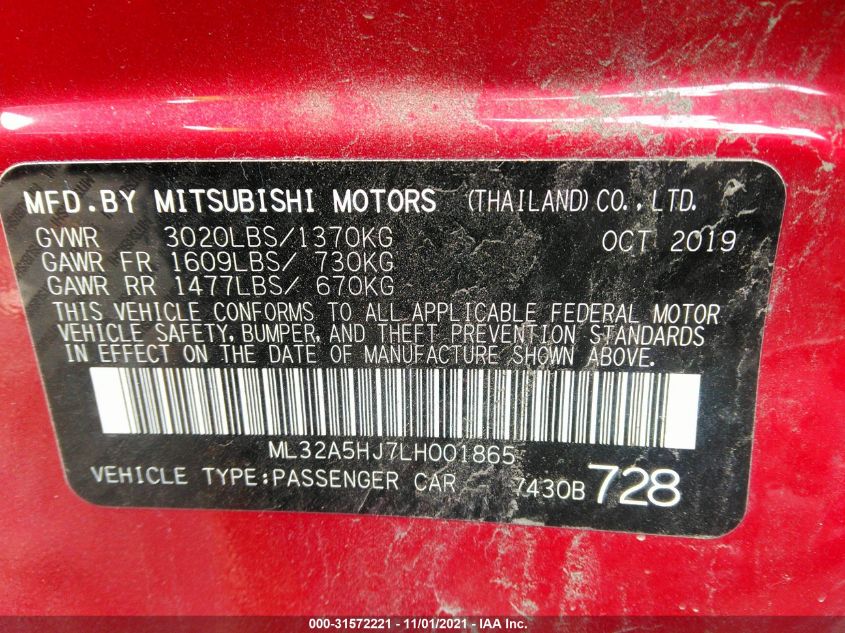 MFD.BY MITSUBISHI MOTORS (THAILAND)CO.,LTD.
GVWR 3020LBS/1370KG OCT 2019
GAWR FR 1609LBS/ 730KG
GAWR RR 1477LBS/ 670KG
THIS VEHICLE CONFORMS TO ALL APPLICABLE FEDERAL MOTOR
VEHICLE SAFETY, BUMPER, AND THEFT PREVENTION STANDARDS
IN EFFECT ON THE DATE OF MANUFACTURE SHOWN ABOVE.
ML32A5HJ7LH001865
VEHICLE TYPE:PASSENGER CAR 7430B 728
000-31572221 - 11/01/2021 - IAA Inc.